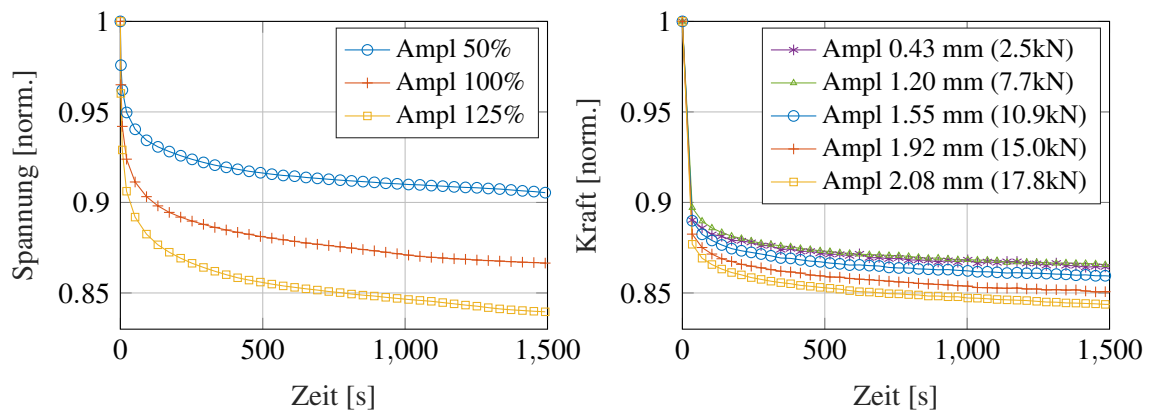 Spannung [norm.]
1
0.95
0.9
0.85
0
500
1,000
1,500
Zeit [s]
Ampl 50%
Ampl 100%
Ampl 125%
Kraft [norm.]
1
0.95
0.9
0.85
0
500
1,000
1,500
Zeit [s]
Ampl 0.43 mm (2.5kN)
Ampl 1.20 mm (7.7kN)
Ampl 1.55 mm (10.9kN)
Ampl 1.92 mm (15.0kN)
Ampl 2.08 mm (17.8kN)